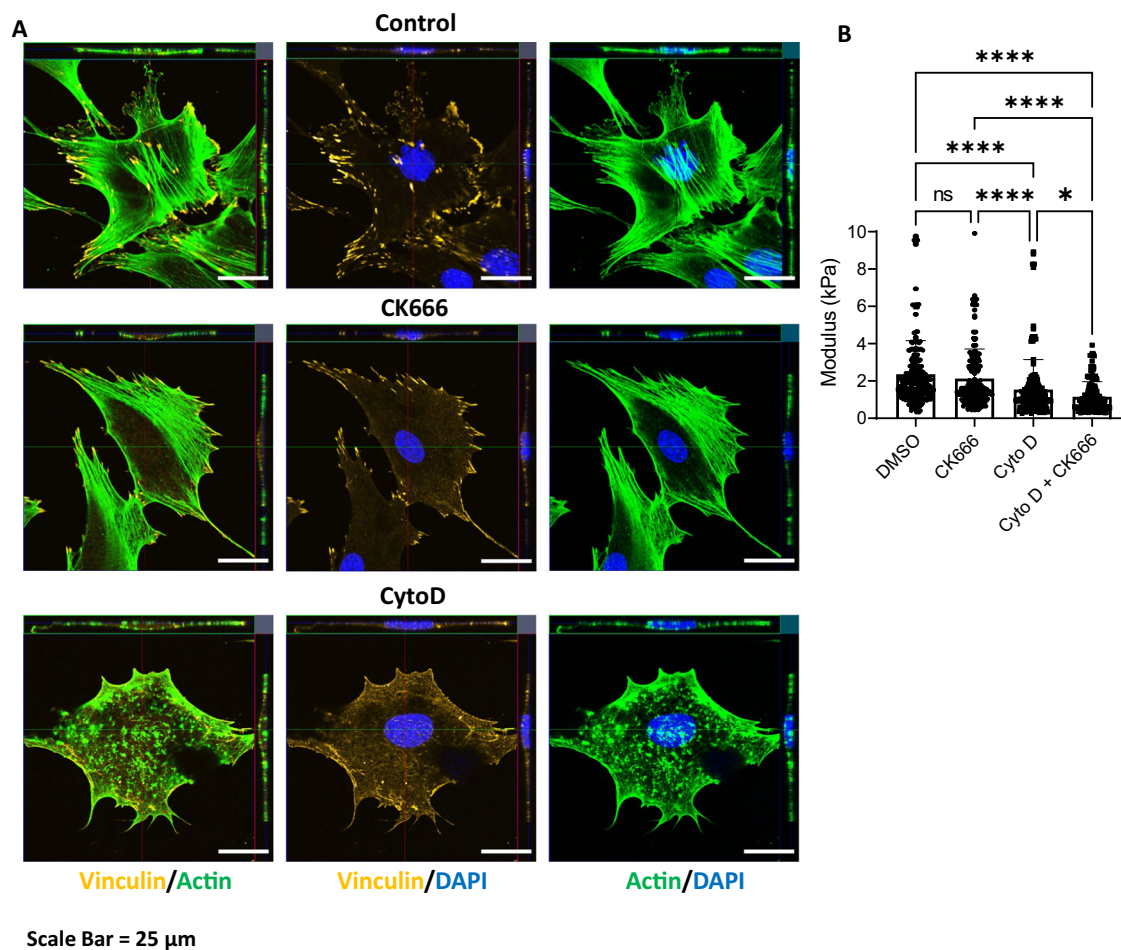 A
Control
CK666
CytoD
Vinculin/Actin
Vinculin/DAPI
Actin/DAPI
Scale Bar = 25 µm
B
****
****
****
ns
****
*
10
8
6
4
2
0
Modulus (kPa)
DMSO
CK666
Cyto D
Cyto D + CK666